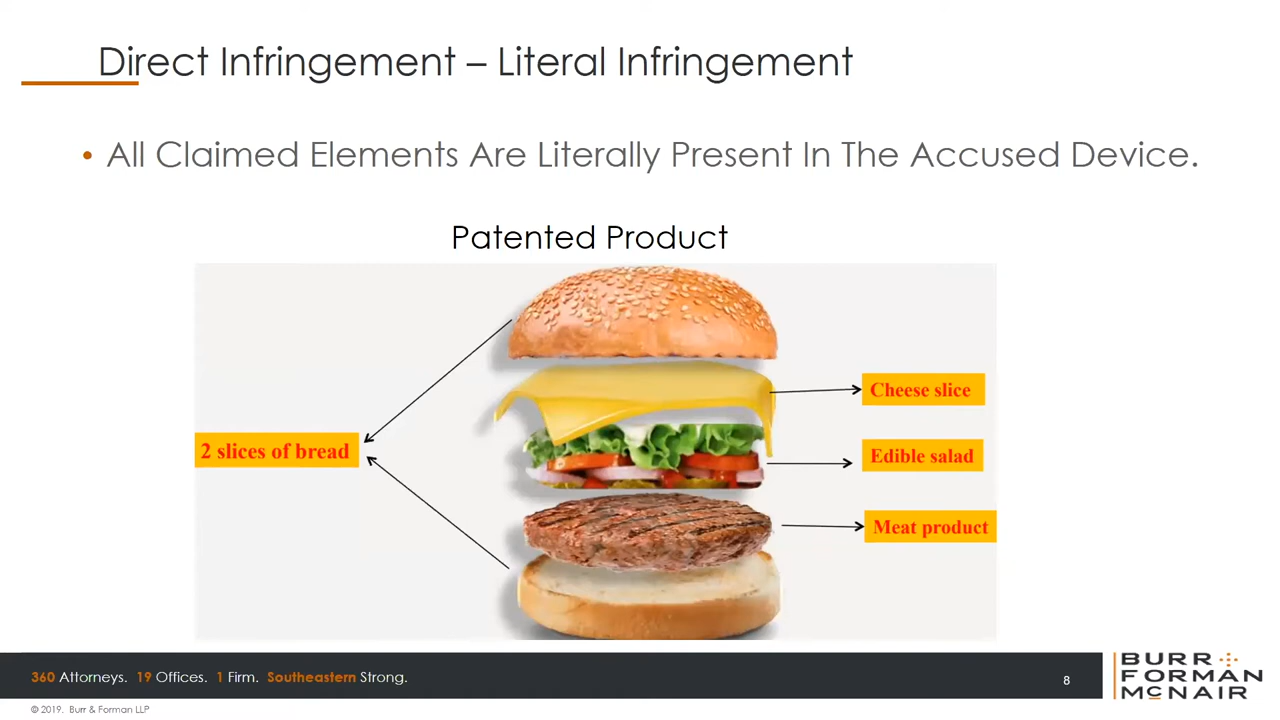 Direct Infringement – Literal Infringement
• All Claimed Elements Are Literally Present In The Accused Device.
Patented Product
Cheese slice
2 slices of bread
Edible salad
Meat product
360 Attorneys. 19 Offices. 1 Firm. Southeastern Strong.
8
BURR
FORMAN
MCNAIR
© 2019. Burr & Forman LLP